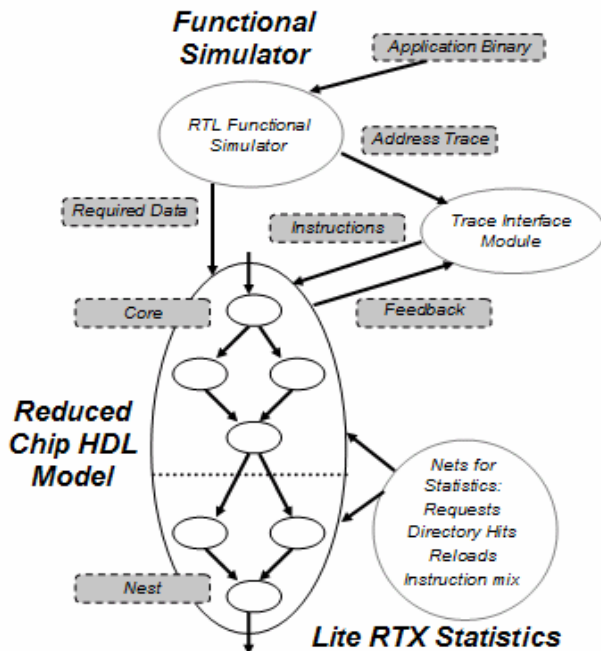 Functional
Simulator
Application Binary
RTL Functional
Simulator
Address Trace
Required Data
Instructions
Trace Interface
Module
Core
Feedback
Reduced
Chip HDL
Model
Nets for
Statistics:
Requests
Directory Hits
Reloads
Instruction mix
Nest
Lite RTX Statistics